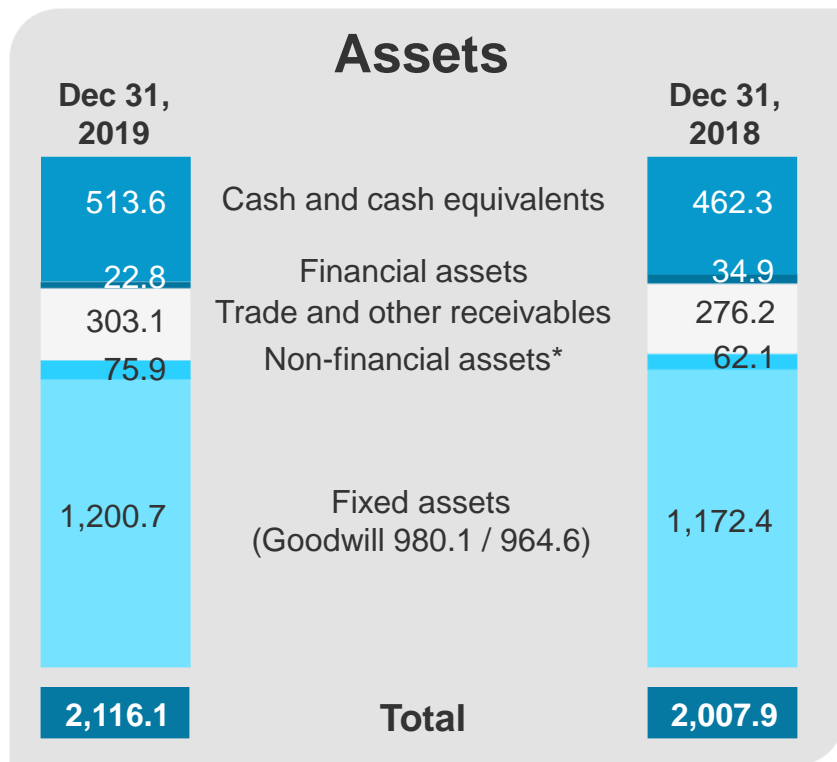 Assets
Dec 31,
2019
Dec 31,
2018
513.6 Cash and cash equivalents 462.3
22.8 Financial assets 34.9
303.1 Trade and other receivables 276.2
75.9 Non-financial assets* 62.1
1,200.7 Fixed assets 1,172.4
(Goodwill 980.1 / 964.6)
2,116.1 Total 2,007.9